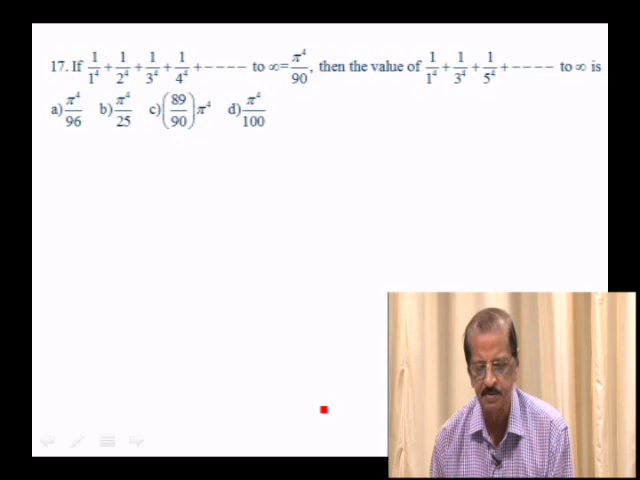 17. If 1/1⁴ + 1/2⁴ + 1/3⁴ + 1/4⁴ + ---- to ∞ = π⁴/90, then the value of 1/1⁴ + 1/3⁴ + 1/5⁴ + ---- to ∞ is
a) π⁴/96 b) π⁴/25 c) (89/90) π⁴ d) π⁴/100